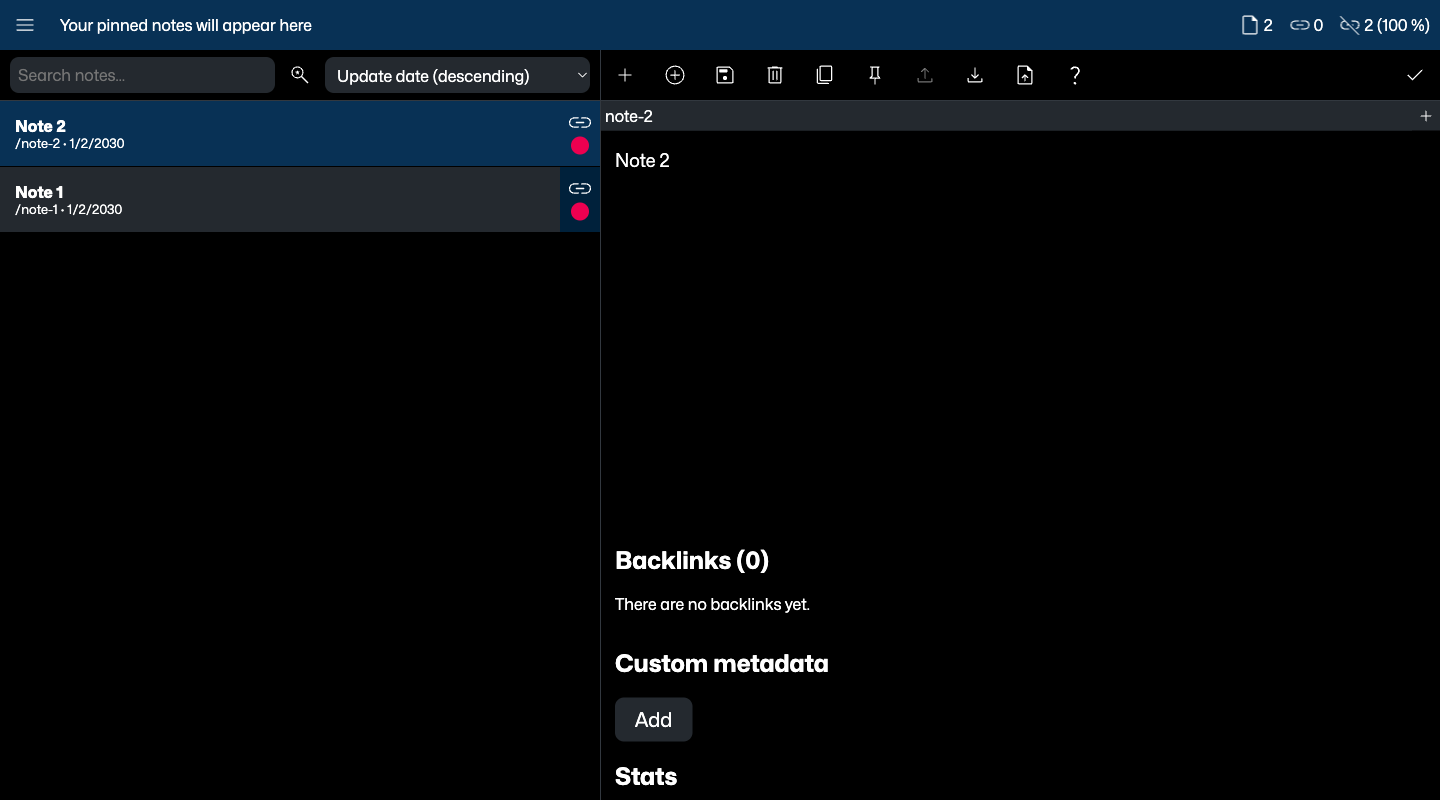 Your pinned notes will appear here
2
0
2 (100 %)
Search notes...
Update date (descending)
Note 2
/note-2 • 1/2/2030
Note 1
/note-1 • 1/2/2030
note-2
Note 2
Backlinks (0)
There are no backlinks yet.
Custom metadata
Add
Stats